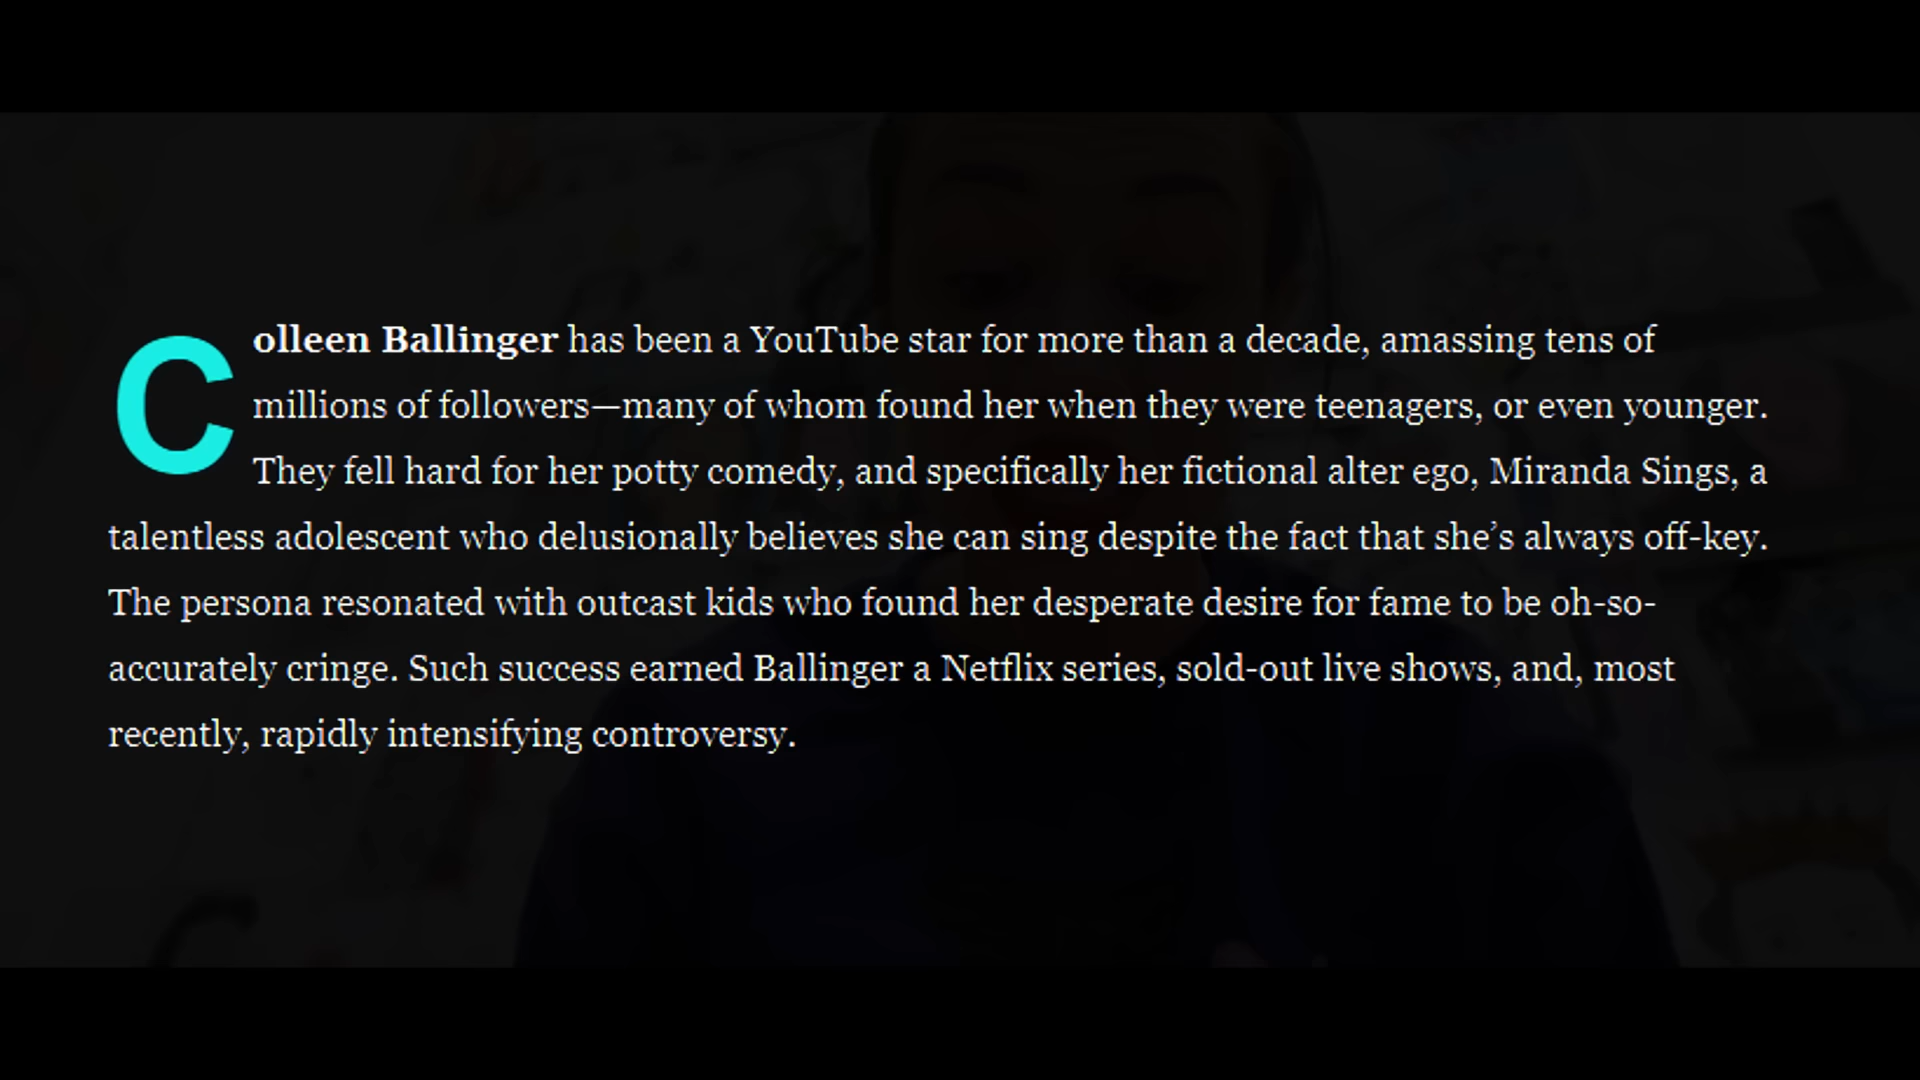 Colleen Ballinger has been a YouTube star for more than a decade, amassing tens of
millions of followers—many of whom found her when they were teenagers, or even younger.
They fell hard for her potty comedy, and specifically her fictional alter ego, Miranda Sings, a
talentless adolescent who delusionally believes she can sing despite the fact that she’s always off-key.
The persona resonated with outcast kids who found her desperate desire for fame to be oh-so-
accurately cringe. Such success earned Ballinger a Netflix series, sold-out live shows, and, most
recently, rapidly intensifying controversy.